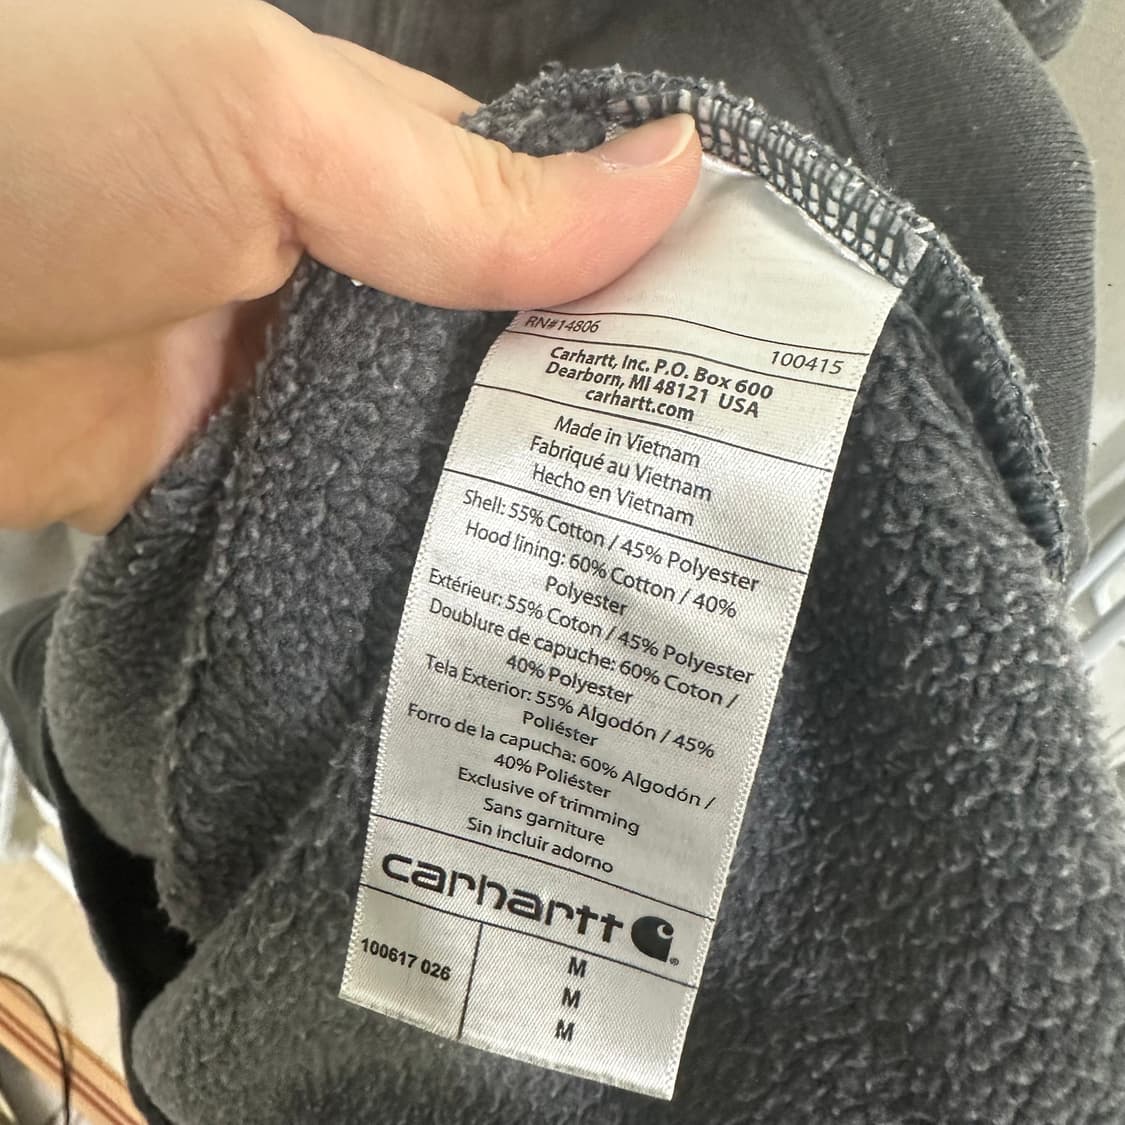 RN#14806
100415
Carhartt, Inc. P.O. Box 600
Dearborn, MI 48121 USA
carhartt.com
Made in Vietnam
Fabriqué au Vietnam
Hecho en Vietnam
Shell: 55% Cotton / 45% Polyester
Hood lining: 60% Cotton / 40%
Polyester
Extérieur: 55% Coton / 45% Polyester
Doublure de capuche: 60% Coton /
40% Polyester
Tela Exterior: 55% Algodón / 45%
Poliéster
Forro de la capucha: 60% Algodón /
40% Poliéster
Exclusive of trimming
Sans garniture
Sin incluir adorno
carhartt ®
100617 026
M
M
M